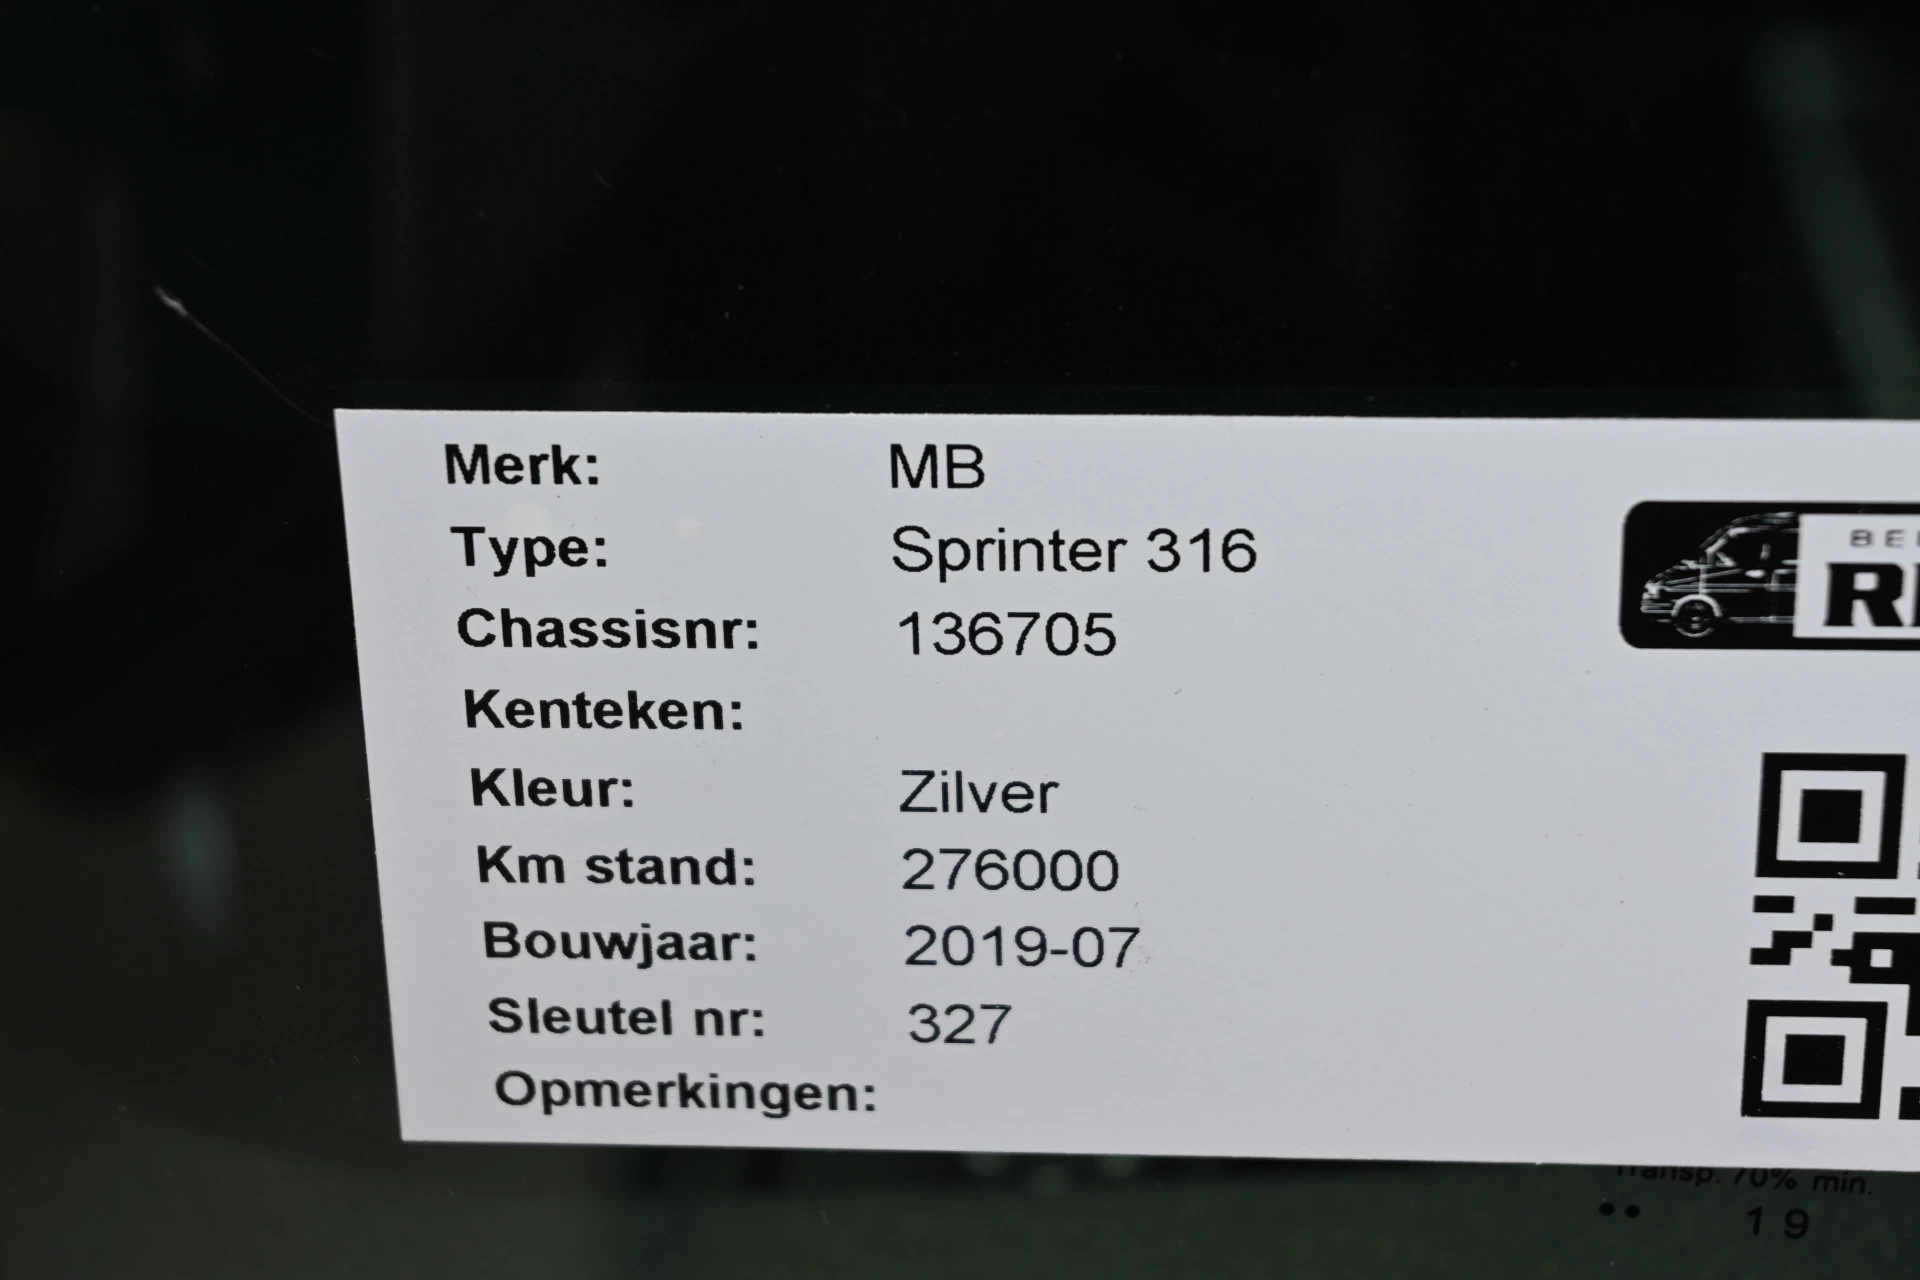 Merk: MB
Type: Sprinter 316
Chassisnr: 136705
Kenteken:
Kleur: Zilver
Km stand: 276000
Bouwjaar: 2019-07
Sleutel nr: 327
Opmerkingen:
Transp. 70% min.
•• 19